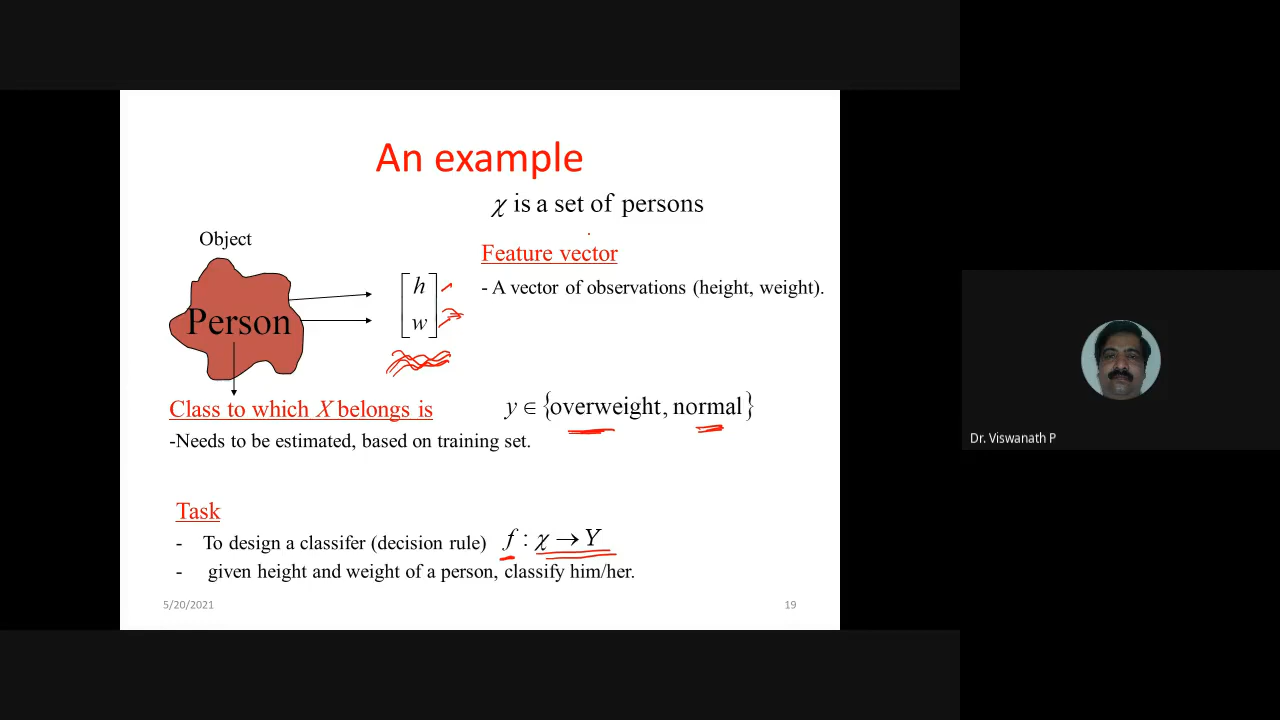 An example
χ is a set of persons
Object
Feature vector
- A vector of observations (height, weight).
h
w
Person
Class to which X belongs is
y ∈ {overweight, normal}
-Needs to be estimated, based on training set.
Task
- To design a classifer (decision rule) f : χ → Y
- given height and weight of a person, classify him/her.
5/20/2021
19
Dr. Viswanath P